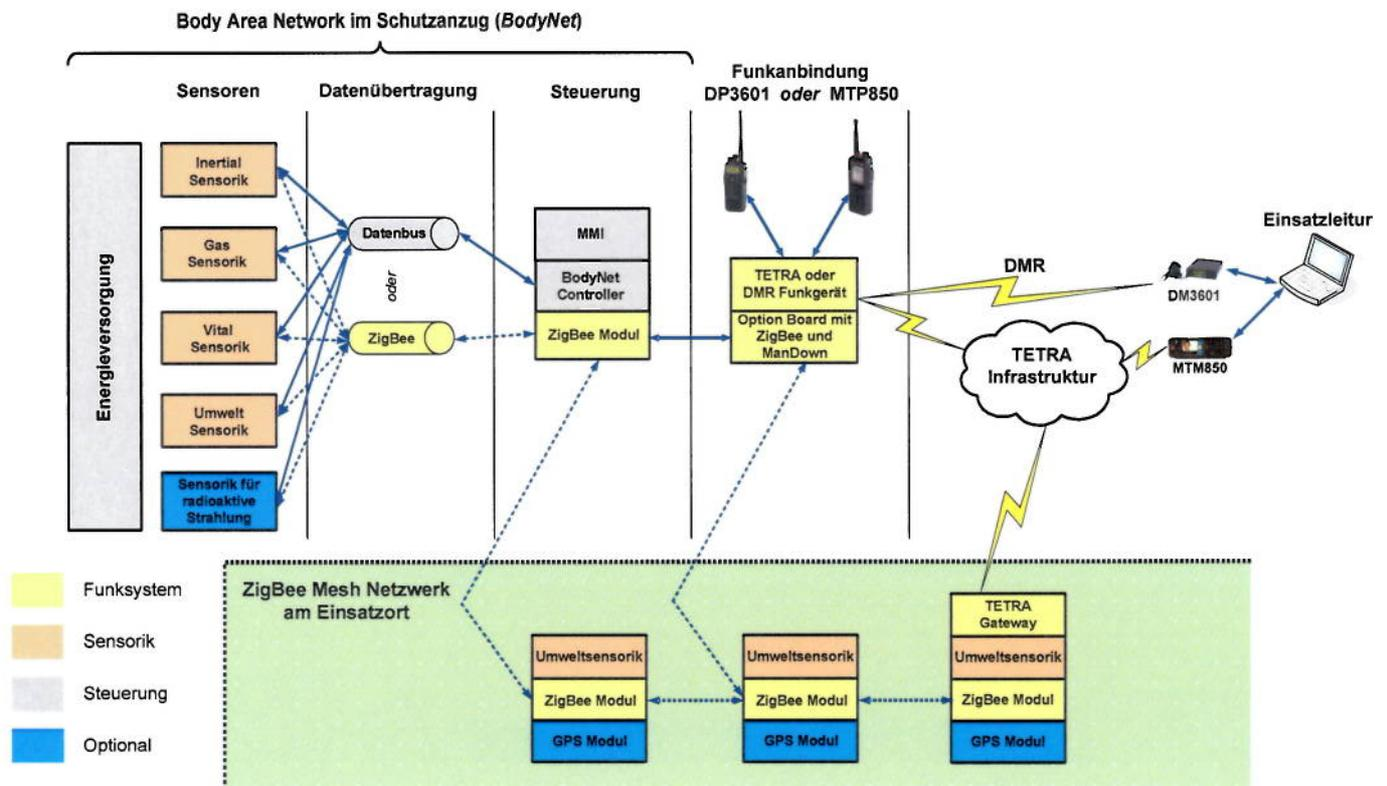 Body Area Network im Schutzanzug (BodyNet)
Sensoren
Datenübertragung
Steuerung
Funkanbindung
DP3601 oder MTP850
Energieversorgung
Inertial
Sensorik
Gas
Sensorik
Vital
Sensorik
Umwelt
Sensorik
Sensorik für
radioaktive
Strahlung
Datenbus
oder
ZigBee
MMI
BodyNet
Controller
ZigBee Modul
TETRA oder
DMR Funkgerät
Option Board mit
ZigBee und
ManDown
DMR
TETRA
Infrastruktur
Einsatzleitur
DM3601
MTM850
Funksystem
Sensorik
Steuerung
Optional
ZigBee Mesh Netzwerk
am Einsatzort
Umweltsensorik
ZigBee Modul
GPS Modul
Umweltsensorik
ZigBee Modul
GPS Modul
TETRA
Gateway
Umweltsensorik
ZigBee Modul
GPS Modul